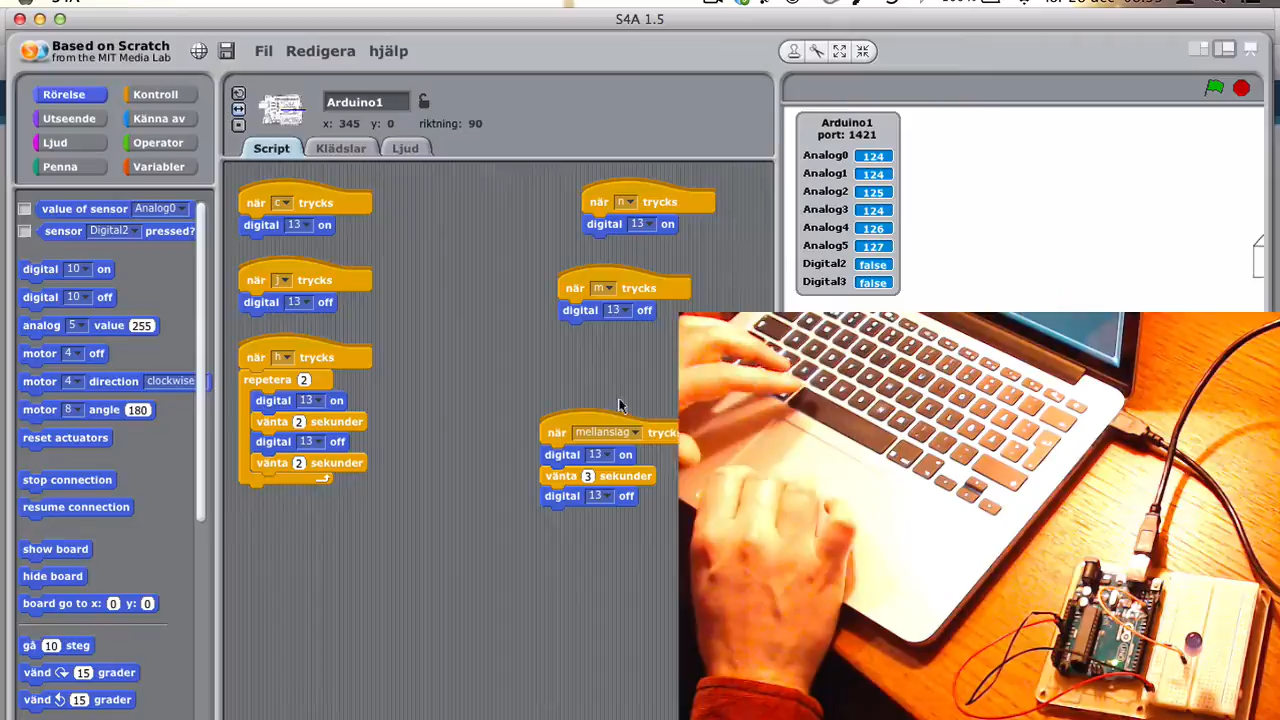 S4A 1.5
Based on Scratch
from the MIT Media Lab
Fil Redigera hjälp
Rörelse Kontroll
Utseende Känna av
Ljud Operator
Penna Variabler
value of sensor Analog0
sensor Digital2 pressed?
digital 10 on
digital 10 off
analog 5 value 255
motor 4 off
motor 4 direction clockwise
motor 8 angle 180
reset actuators
stop connection
resume connection
show board
hide board
board go to x: 0 y: 0
gå 10 steg
vänd 15 grader
vänd 15 grader
Arduino1
x: 345 y: 0 riktning: 90
Script Klädslar Ljud
när c trycks
digital 13 on
när j trycks
digital 13 off
när h trycks
repetera 2
digital 13 on
vänta 2 sekunder
digital 13 off
vänta 2 sekunder
när n trycks
digital 13 on
när m trycks
digital 13 off
när mellanslag trycks
digital 13 on
vänta 3 sekunder
digital 13 off
Arduino1
port: 1421
Analog0 124
Analog1 124
Analog2 125
Analog3 124
Analog4 126
Analog5 127
Digital2 false
Digital3 false